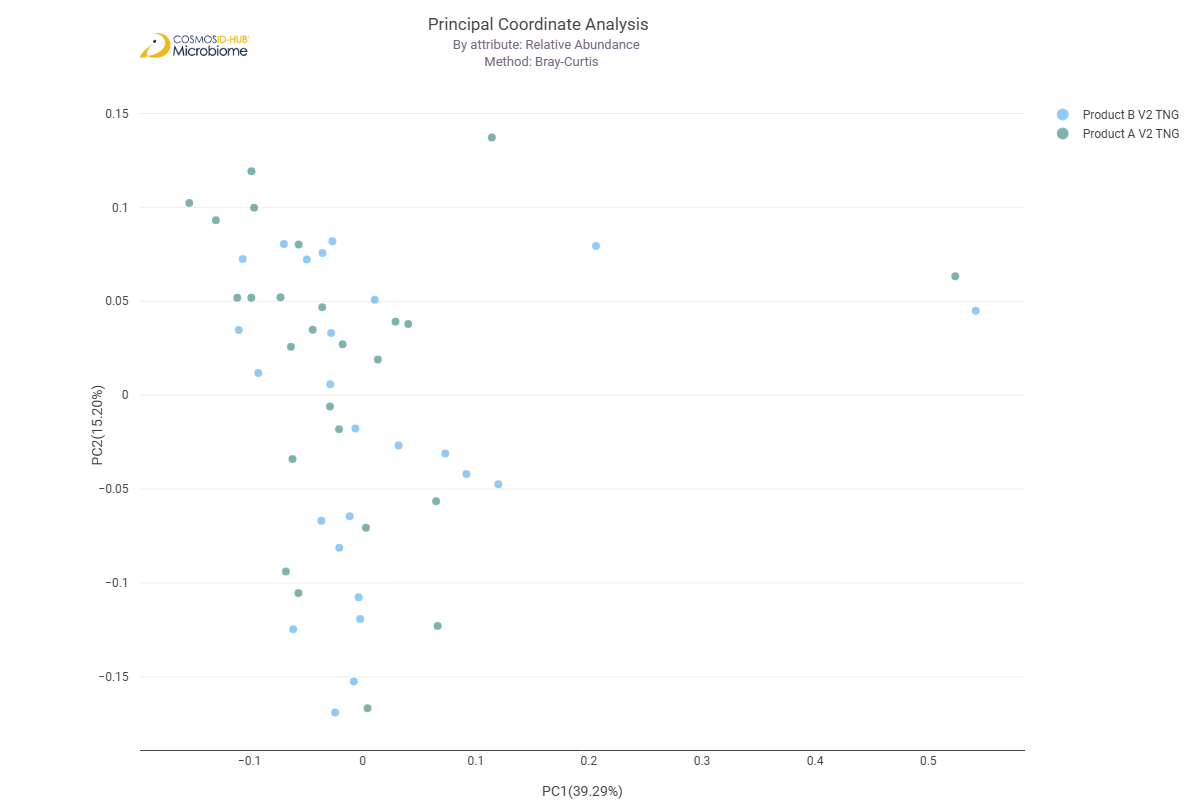 Principal Coordinate Analysis
By attribute: Relative Abundance
Method: Bray-Curtis
COSMOSID-HUB
Microbiome
Product B V2 TNG
Product A V2 TNG
0.15
0.1
0.05
0
−0.05
−0.1
−0.15
PC2(15.20%)
−0.1
0
0.1
0.2
0.3
0.4
0.5
PC1(39.29%)